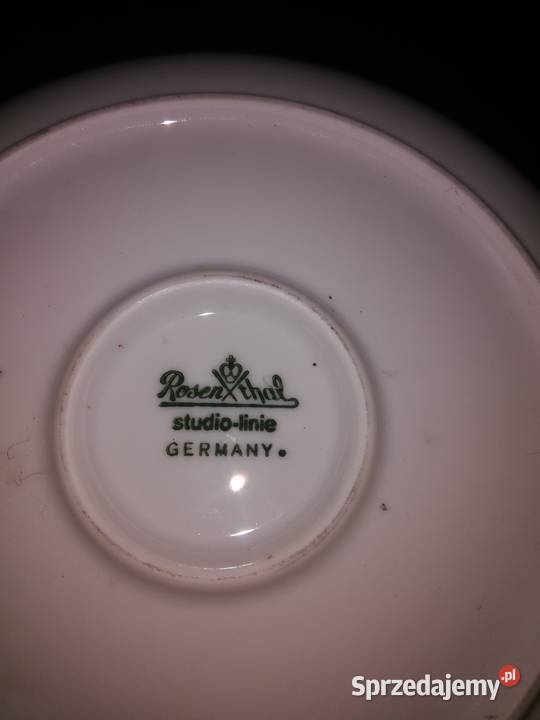 Rosenthal
studio-linie
GERMANY.
Sprzedajemy.pl